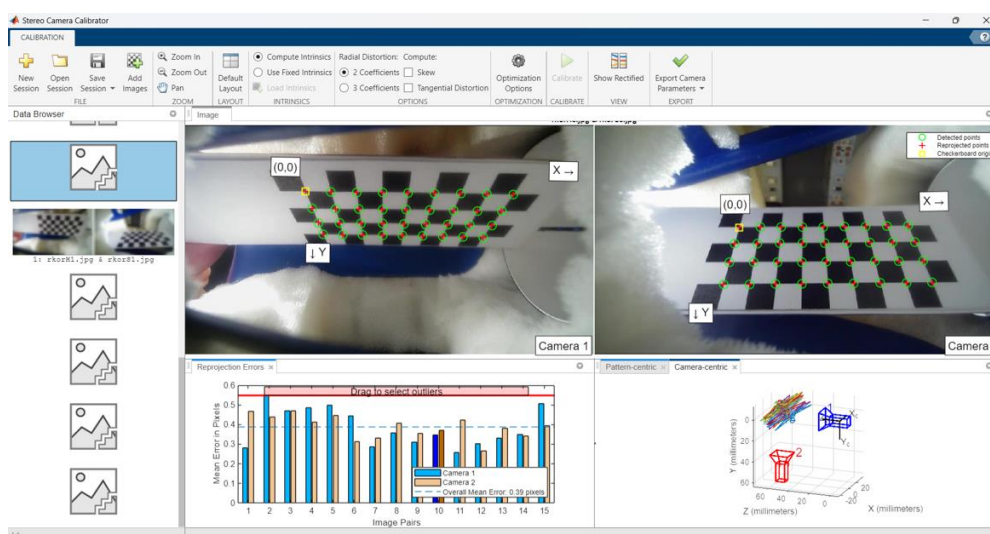 Stereo Camera Calibrator
CALIBRATION
New Session
Open Session
Save Session
Add Images
FILE
Zoom In
Zoom Out
Pan
ZOOM
Default Layout
LAYOUT
Compute Intrinsics
Use Fixed Intrinsics
Load Intrinsics
INTRINSICS
Radial Distortion: Compute:
2 Coefficients Skew
3 Coefficients Tangential Distortion
OPTIONS
Optimization Options
OPTIMIZATION
Calibrate
CALIBRATE
Show Rectified
VIEW
Export Camera Parameters
EXPORT
Data Browser
Image
1: rkorH1.jpg & rkorS1.jpg
(0,0)
X →
↓ Y
Camera 1
Detected points
Reprojected points
Checkerboard origi
(0,0)
X →
↓ Y
Camera
Reprojection Errors
Drag to select outliers
Mean Error in Pixels
0.6
0.5
0.4
0.3
0.2
0.1
0
Camera 1
Camera 2
Overall Mean Error: 0.39 pixels
1 2 3 4 5 6 7 8 9 10 11 12 13 14 15
Image Pairs
Pattern-centric
Camera-centric
Y (millimeters)
0
20
40
60
2
Xc
Yc
60 40 20 0
Z (millimeters)
-20 0 20
X (millimeters)